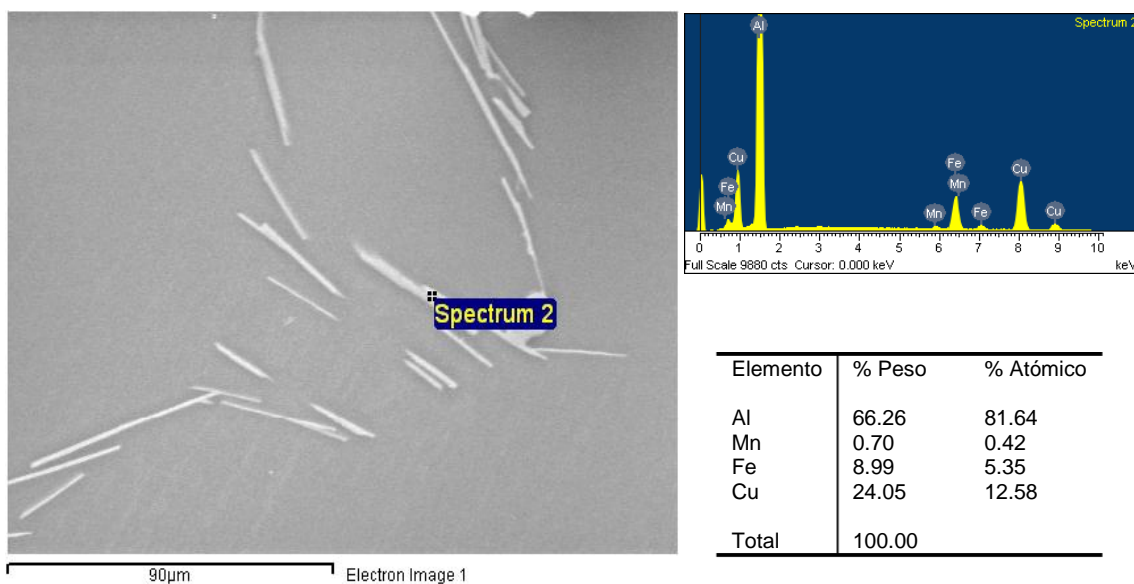 Spectrum 2
90µm
Electron Image 1
Spectrum 2
Al
Cu
Fe
Mn
Fe
Mn
Mn
Fe
Cu
Cu
0 1 2 3 4 5 6 7 8 9 10
Full Scale 9880 cts Cursor: 0.000 keV
keV
Elemento % Peso % Atómico
Al 66.26 81.64
Mn 0.70 0.42
Fe 8.99 5.35
Cu 24.05 12.58
Total 100.00